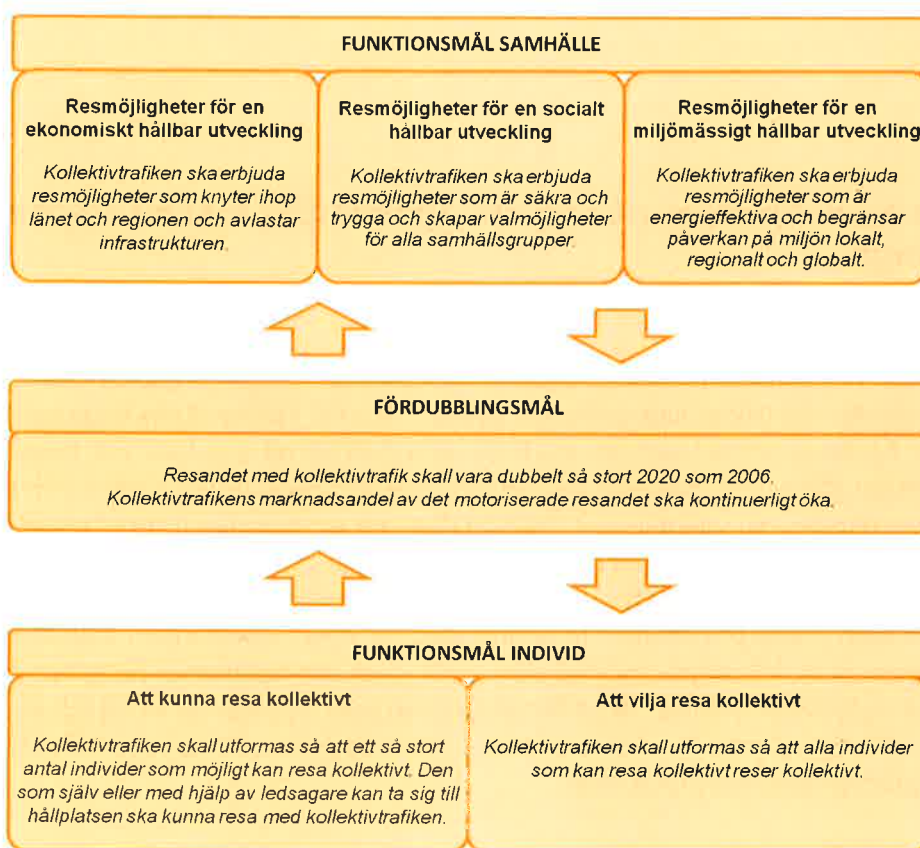 FUNKTIONSMÅL SAMHÄLLE
Resmöjligheter för en
ekonomiskt hållbar utveckling
Kollektivtrafiken ska erbjuda
resmöjligheter som knyter ihop
länet och regionen och avlastar
infrastrukturen.
Resmöjligheter för en socialt
hållbar utveckling
Kollektivtrafiken ska erbjuda
resmöjligheter som är säkra och
trygga och skapar valmöjligheter
för alla samhällsgrupper.
Resmöjligheter för en
miljömässigt hållbar utveckling
Kollektivtrafiken ska erbjuda
resmöjligheter som är
energieffektiva och begränsar
påverkan på miljön lokalt,
regionalt och globalt.
FÖRDUBBLINGSMÅL
Resandet med kollektivtrafik skall vara dubbelt så stort 2020 som 2006.
Kollektivtrafikens marknadsandel av det motoriserade resandet ska kontinuerligt öka.
FUNKTIONSMÅL INDIVID
Att kunna resa kollektivt
Kollektivtrafiken skall utformas så att ett så stort
antal individer som möjligt kan resa kollektivt. Den
som själv eller med hjälp av ledsagare kan ta sig till
hållplatsen ska kunna resa med kollektivtrafiken.
Att vilja resa kollektivt
Kollektivtrafiken skall utformas så att alla individer
som kan resa kollektivt reser kollektivt.